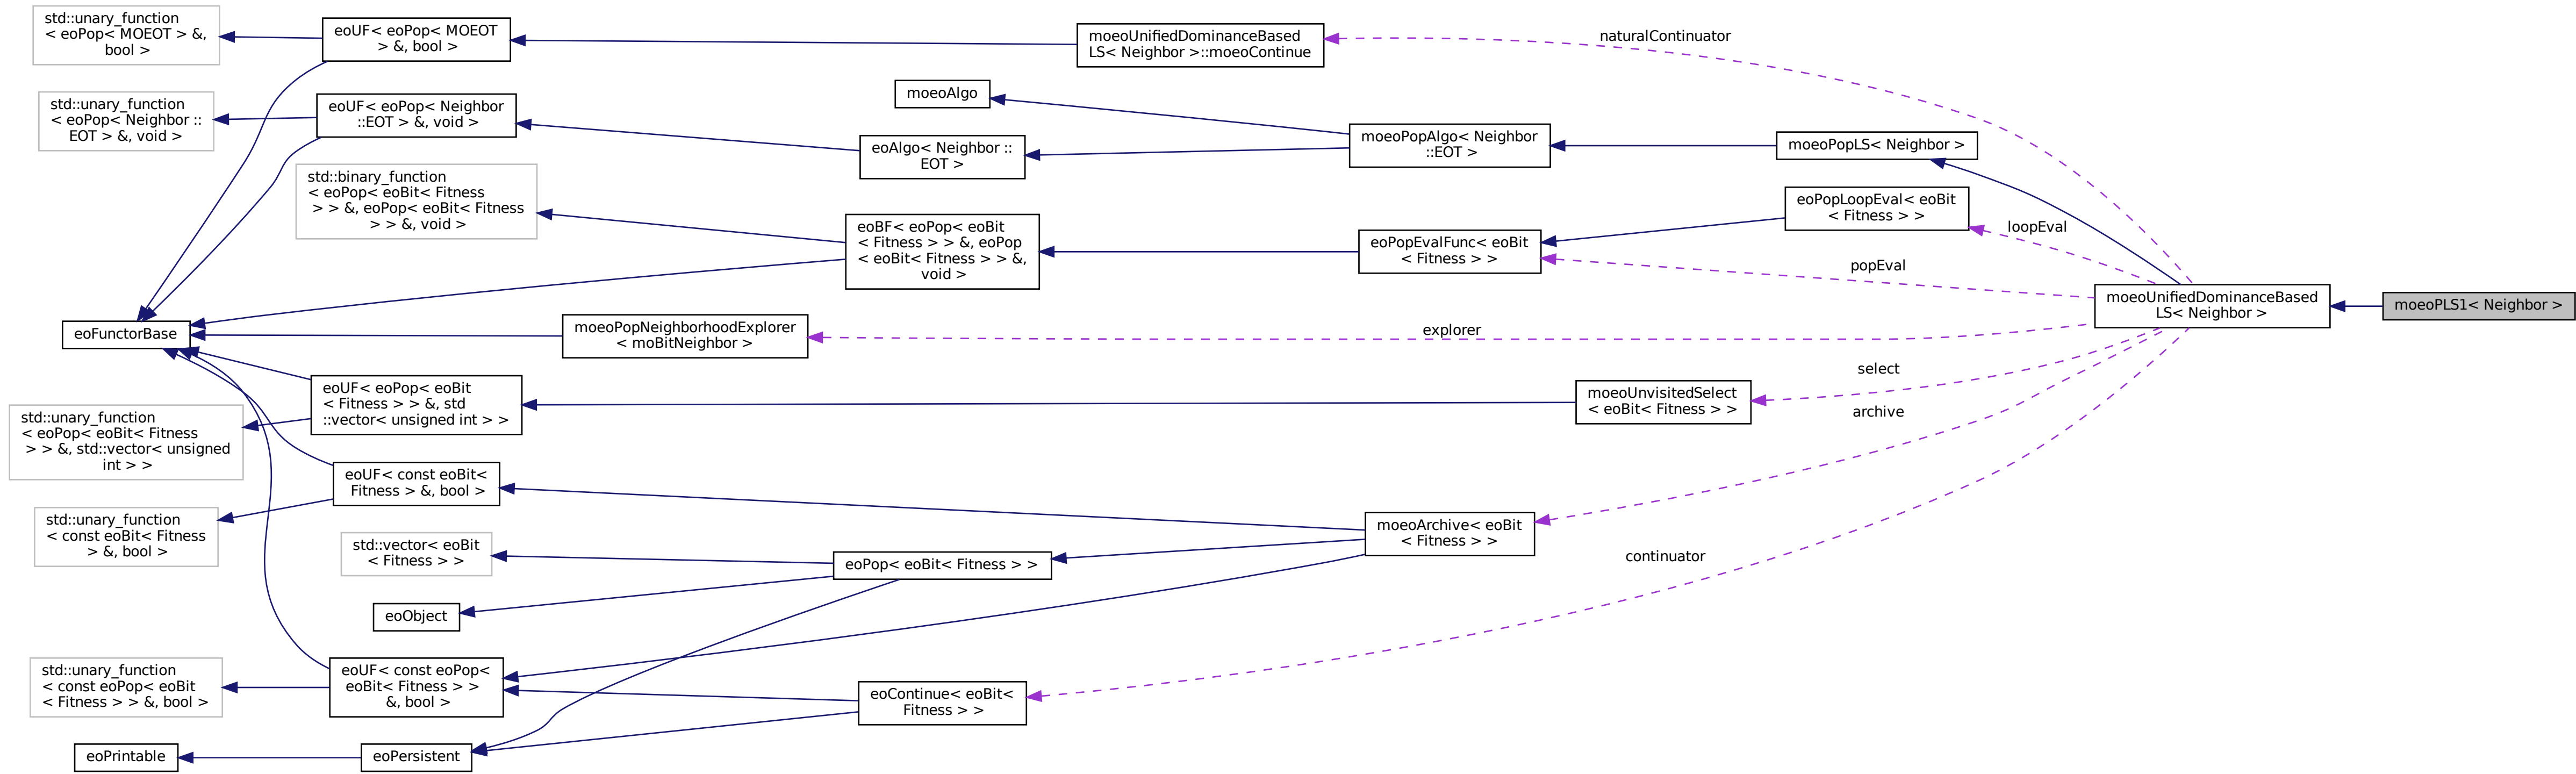 std::unary_function
< eoPop< MOEOT > &,
bool >
eoUF< eoPop< MOEOT
> &, bool >
moeoUnifiedDominanceBased
LS< Neighbor >::moeoContinue
naturalContinuator
moeoAlgo
std::unary_function
< eoPop< Neighbor ::
EOT > &, void >
eoUF< eoPop< Neighbor
::EOT > &, void >
eoAlgo< Neighbor ::
EOT >
moeoPopAlgo< Neighbor
::EOT >
moeoPopLS< Neighbor >
std::binary_function
< eoPop< eoBit< Fitness
> > &, eoPop< eoBit< Fitness
> > &, void >
eoBF< eoPop< eoBit
< Fitness > > &, eoPop
< eoBit< Fitness > > &,
void >
eoPopEvalFunc< eoBit
< Fitness > >
eoPopLoopEval< eoBit
< Fitness > >
loopEval
popEval
moeoUnifiedDominanceBased
LS< Neighbor >
moeoPLS1< Neighbor >
eoFunctorBase
moeoPopNeighborhoodExplorer
< moBitNeighbor >
explorer
select
archive
eoUF< eoPop< eoBit
< Fitness > > &, std
::vector< unsigned int > >
moeoUnvisitedSelect
< eoBit< Fitness > >
std::unary_function
< eoPop< eoBit< Fitness
> > &, std::vector< unsigned
int > >
eoUF< const eoBit<
Fitness > &, bool >
std::unary_function
< const eoBit< Fitness
> &, bool >
std::vector< eoBit
< Fitness > >
eoPop< eoBit< Fitness > >
moeoArchive< eoBit
< Fitness > >
continuator
eoObject
std::unary_function
< const eoPop< eoBit
< Fitness > > &, bool >
eoUF< const eoPop<
eoBit< Fitness > >
&, bool >
eoContinue< eoBit<
Fitness > >
eoPrintable
eoPersistent